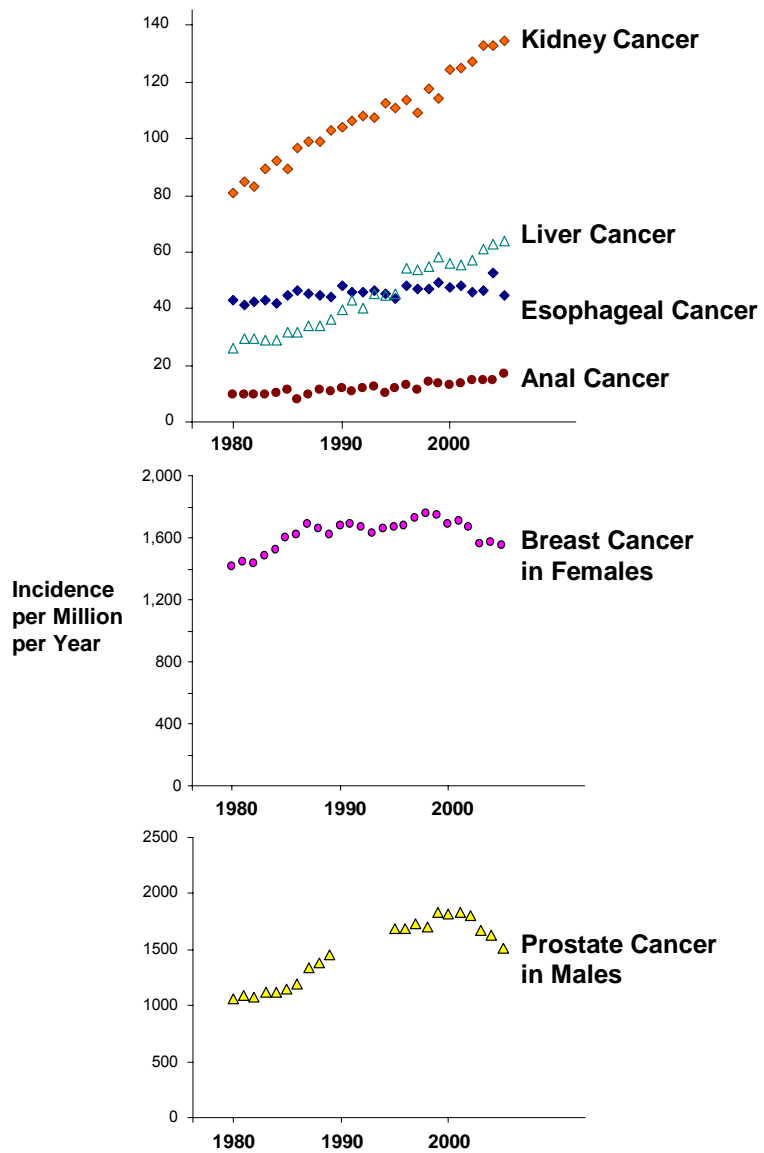 140
Kidney Cancer
120
100
80
Liver Cancer
60
40
Esophageal Cancer
20
Anal Cancer
0
1980
1990
2000
2,000
1,600
Breast Cancer
in Females
Incidence
per Million
per Year
1,200
800
400
0
1980
1990
2000
2500
2000
Prostate Cancer
in Males
1500
1000
500
0
1980
1990
2000